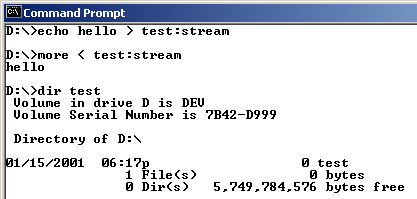 C:\ Command Prompt
D:\>echo hello > test:stream
D:\>more < test:stream
hello
D:\>dir test
Volume in drive D is DEV
Volume Serial Number is 7B42-D999
Directory of D:\
01/15/2001 06:17p 0 test
1 File(s) 0 bytes
0 Dir(s) 5,749,784,576 bytes free